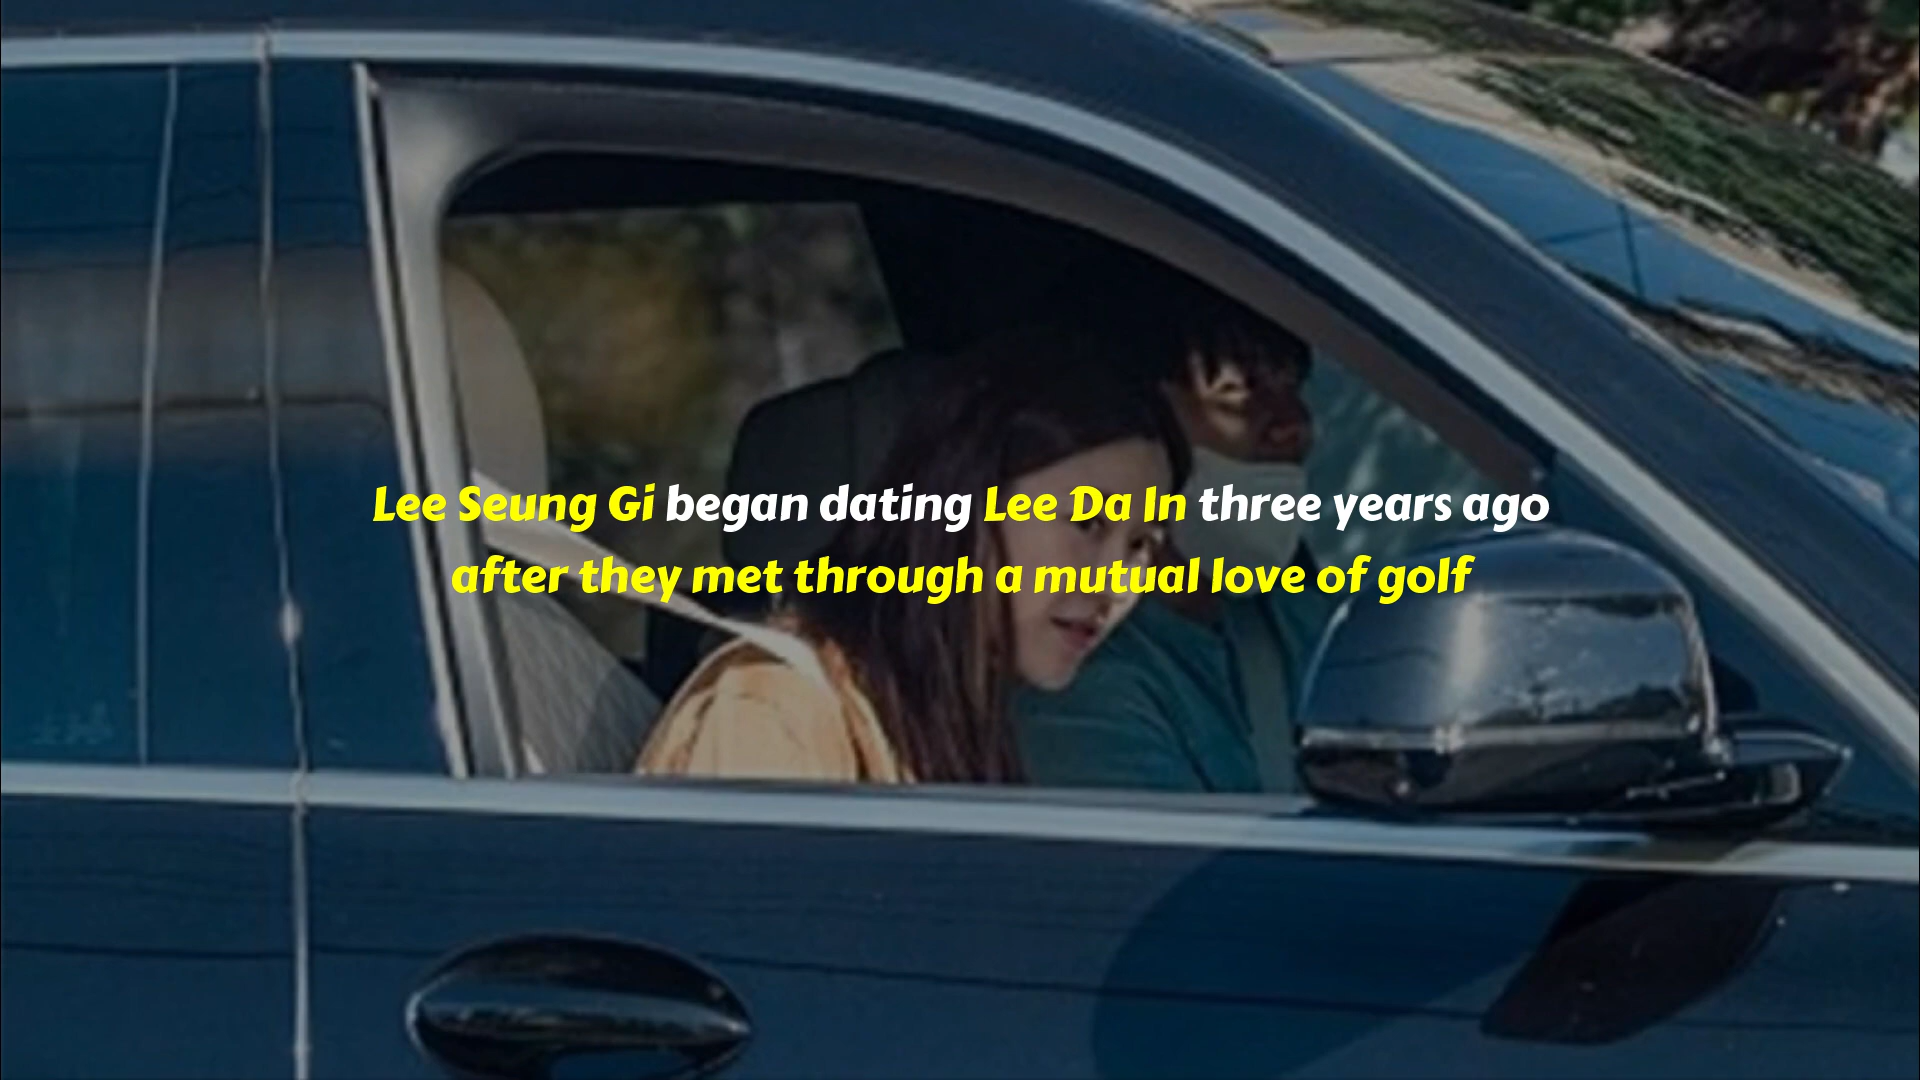 Lee Seung Gi began dating Lee Da In three years ago
after they met through a mutual love of golf